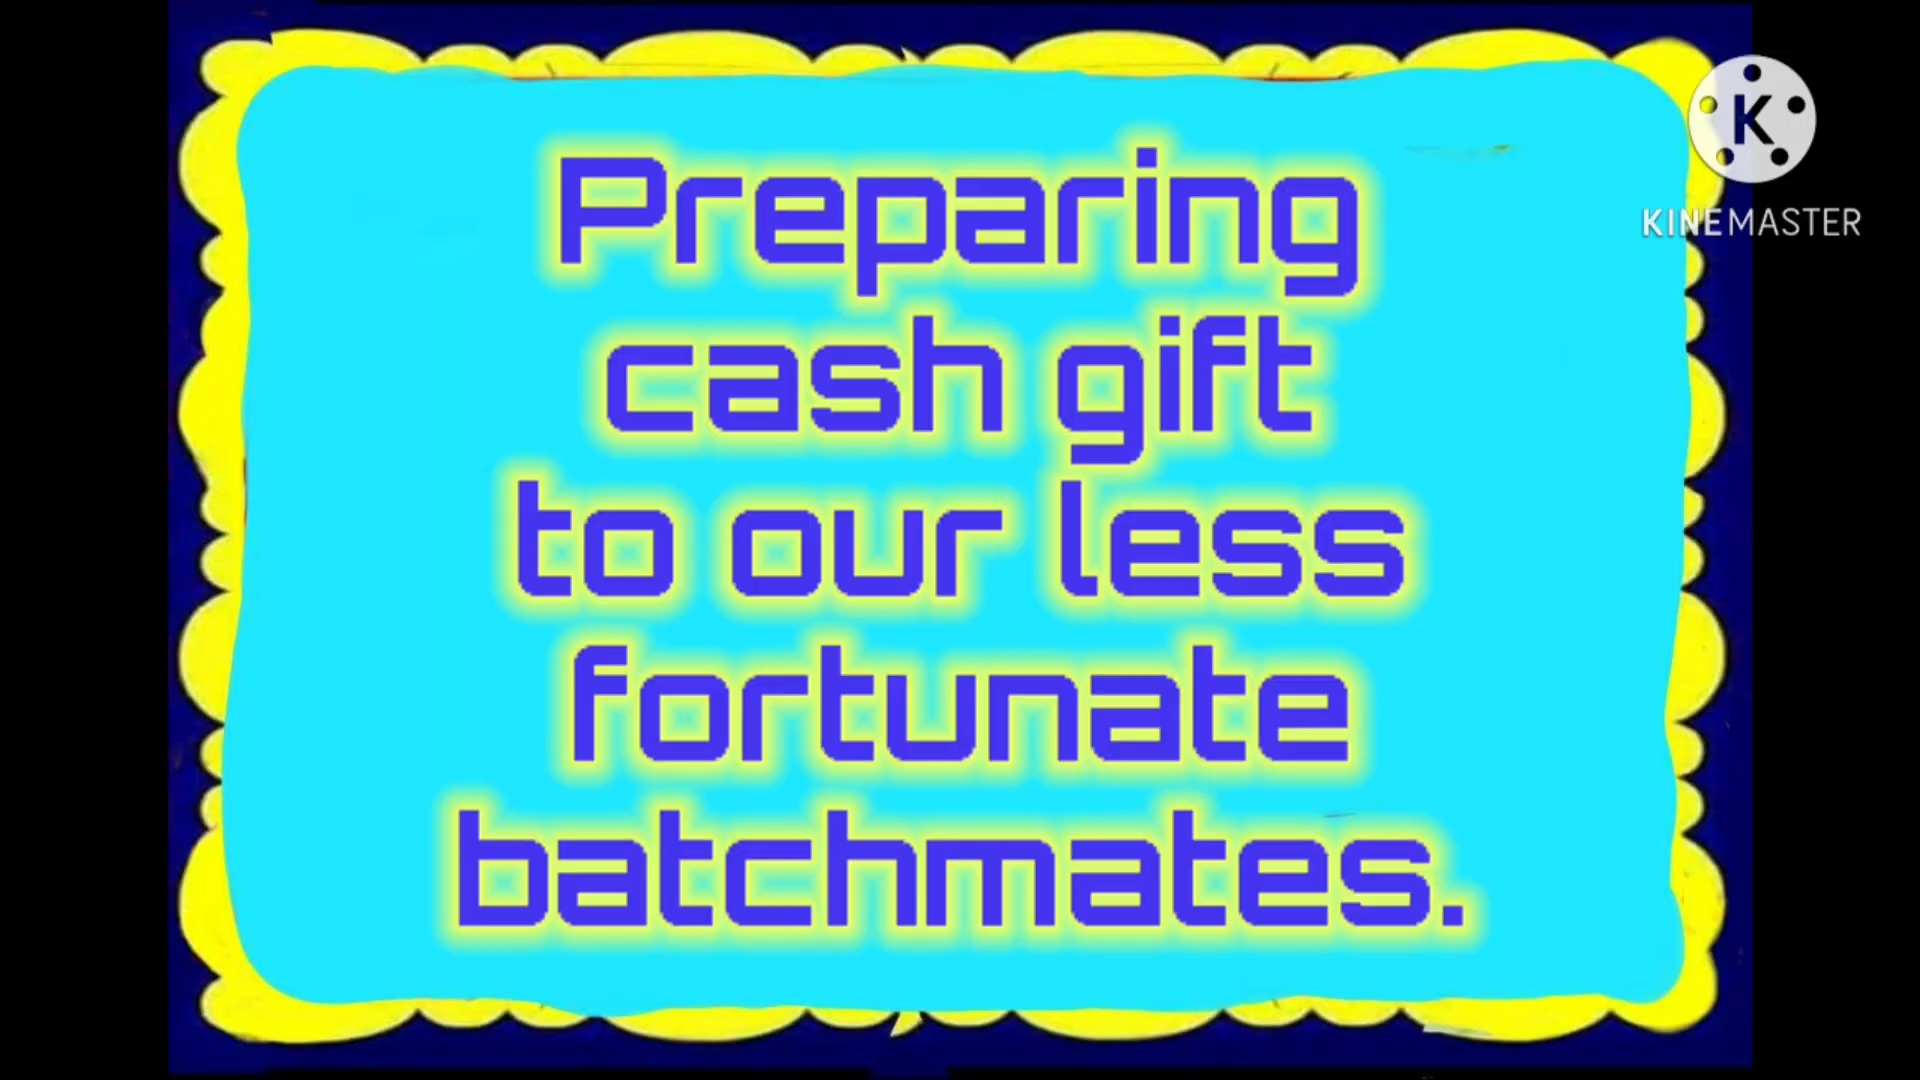 Preparing
cash gift
to our less
fortunate
batchmates.
K
KINEMASTER